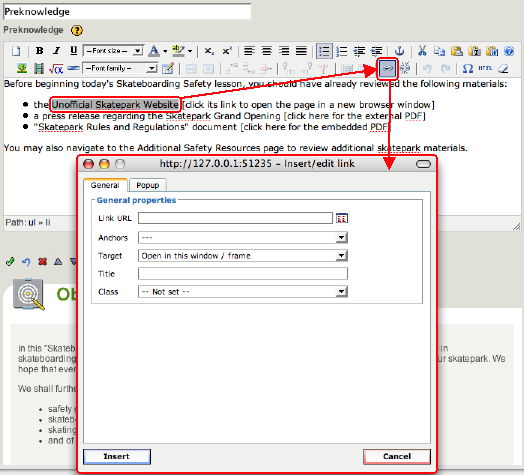 Preknowledge
Preknowledge ?
B I U --Font size-- A ab x₂ x²
--Font family-- Ω HTML
Before beginning today's Skateboarding Safety lesson, you should have already reviewed the following materials:
• the Unofficial Skatepark Website [click its link to open the page in a new browser window]
• a press release regarding the Skatepark Grand Opening [click here for the external PDF]
• "Skatepark Rules and Regulations" document [click here for the embedded PDF]
You may also navigate to the Additional Safety Resources page to review additional skatepark materials.
http://127.0.0.1:51235 - Insert/edit link
General Popup
General properties
Link URL
Anchors ---
Target Open in this window / frame
Title
Class -- Not set --
Insert Cancel
Path: ul » li
Ob
In this "Skateb in
skateboarding ur skatepark. We
hope that ever
We shall furthe
• safety g
• skatebo
• skating
• and of